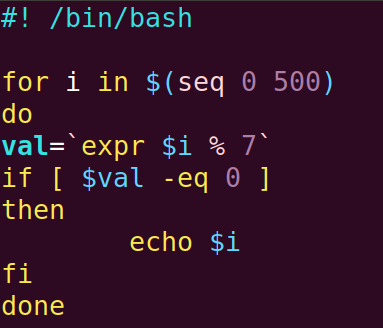 #! /bin/bash

for i in $(seq 0 500)
do
val=`expr $i % 7`
if [ $val -eq 0 ]
then
        echo $i
fi
done